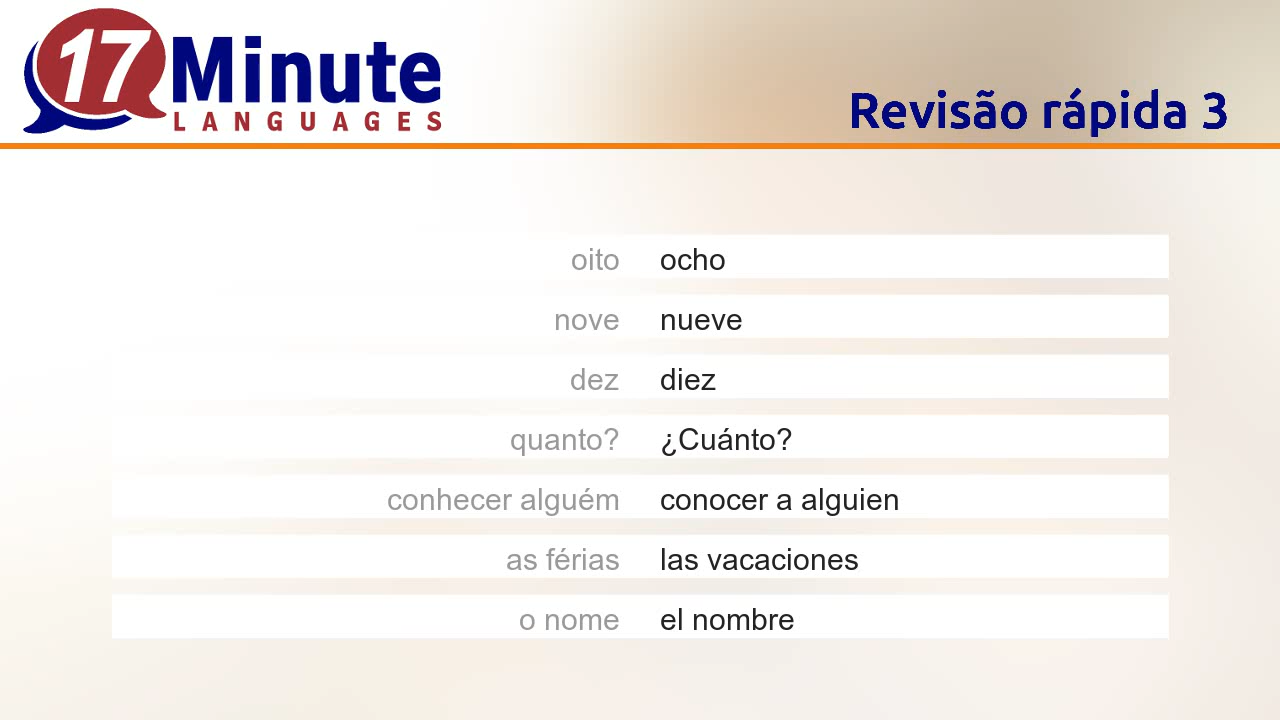 17 Minute
LANGUAGES
Revisão rápida 3
oito ocho
nove nueve
dez diez
quanto? ¿Cuánto?
conhecer alguém conocer a alguien
as férias las vacaciones
o nome el nombre